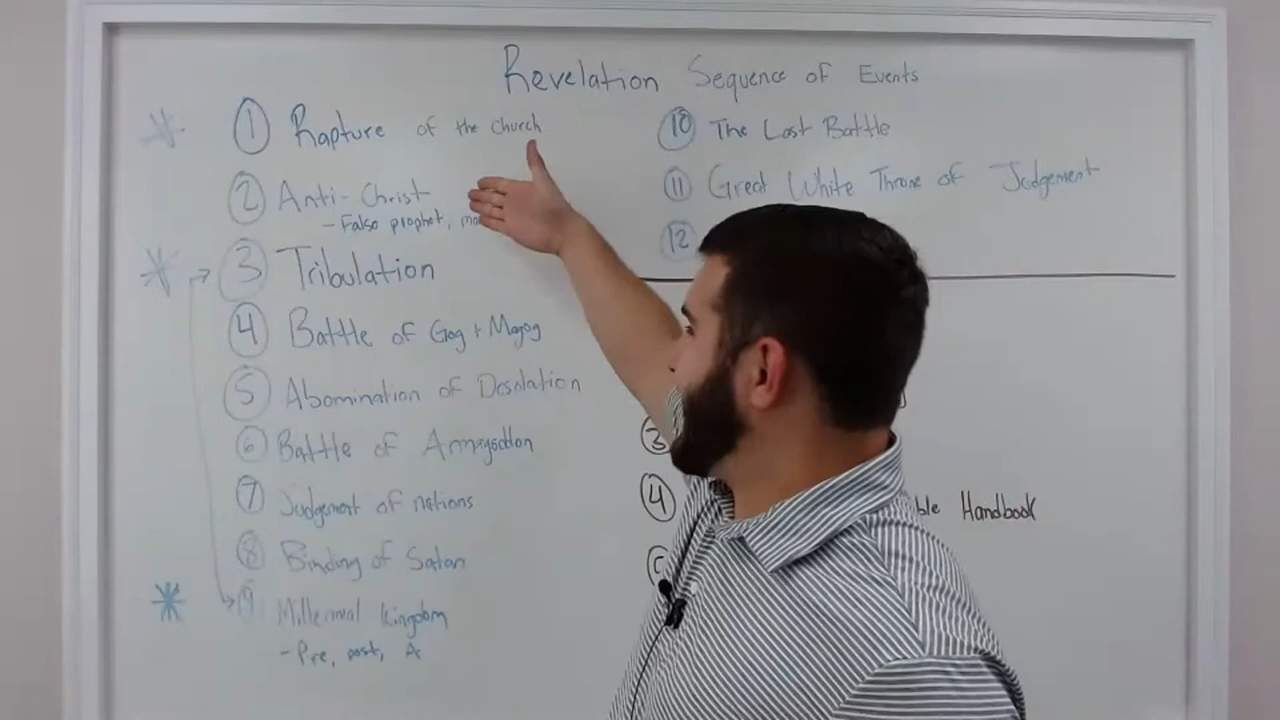 Revelation Sequence of Events
1 Rapture of the church
2 Anti-Christ
- Falso prophet,
3 Tribulation
4 Battle of Gog + Magog
5 Abomination of Desolation
6 Battle of
7 Judgement of nations
8 Binding of Satan
9 Millennial Kingdom
- Pre, post, A
10 The Last Battle
11 Great White Throne of Judgement
12
3
4 ble Handbook